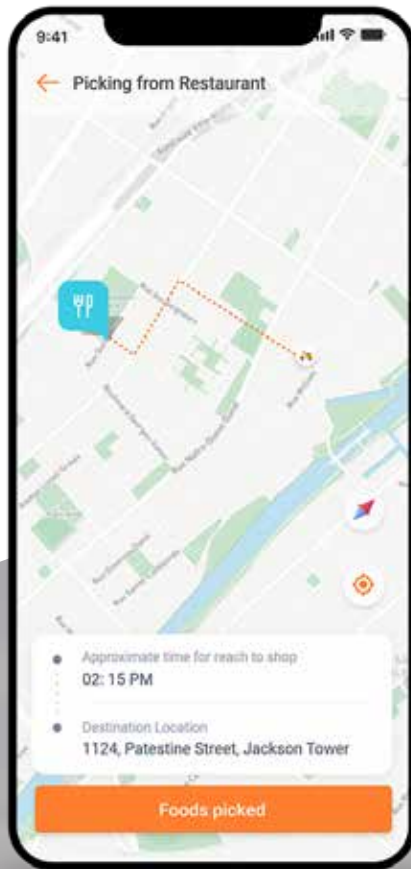 9:41
Picking from Restaurant
Approximate time for reach to shop
02: 15 PM
Destination Location
1124, Patestine Street, Jackson Tower
Foods picked